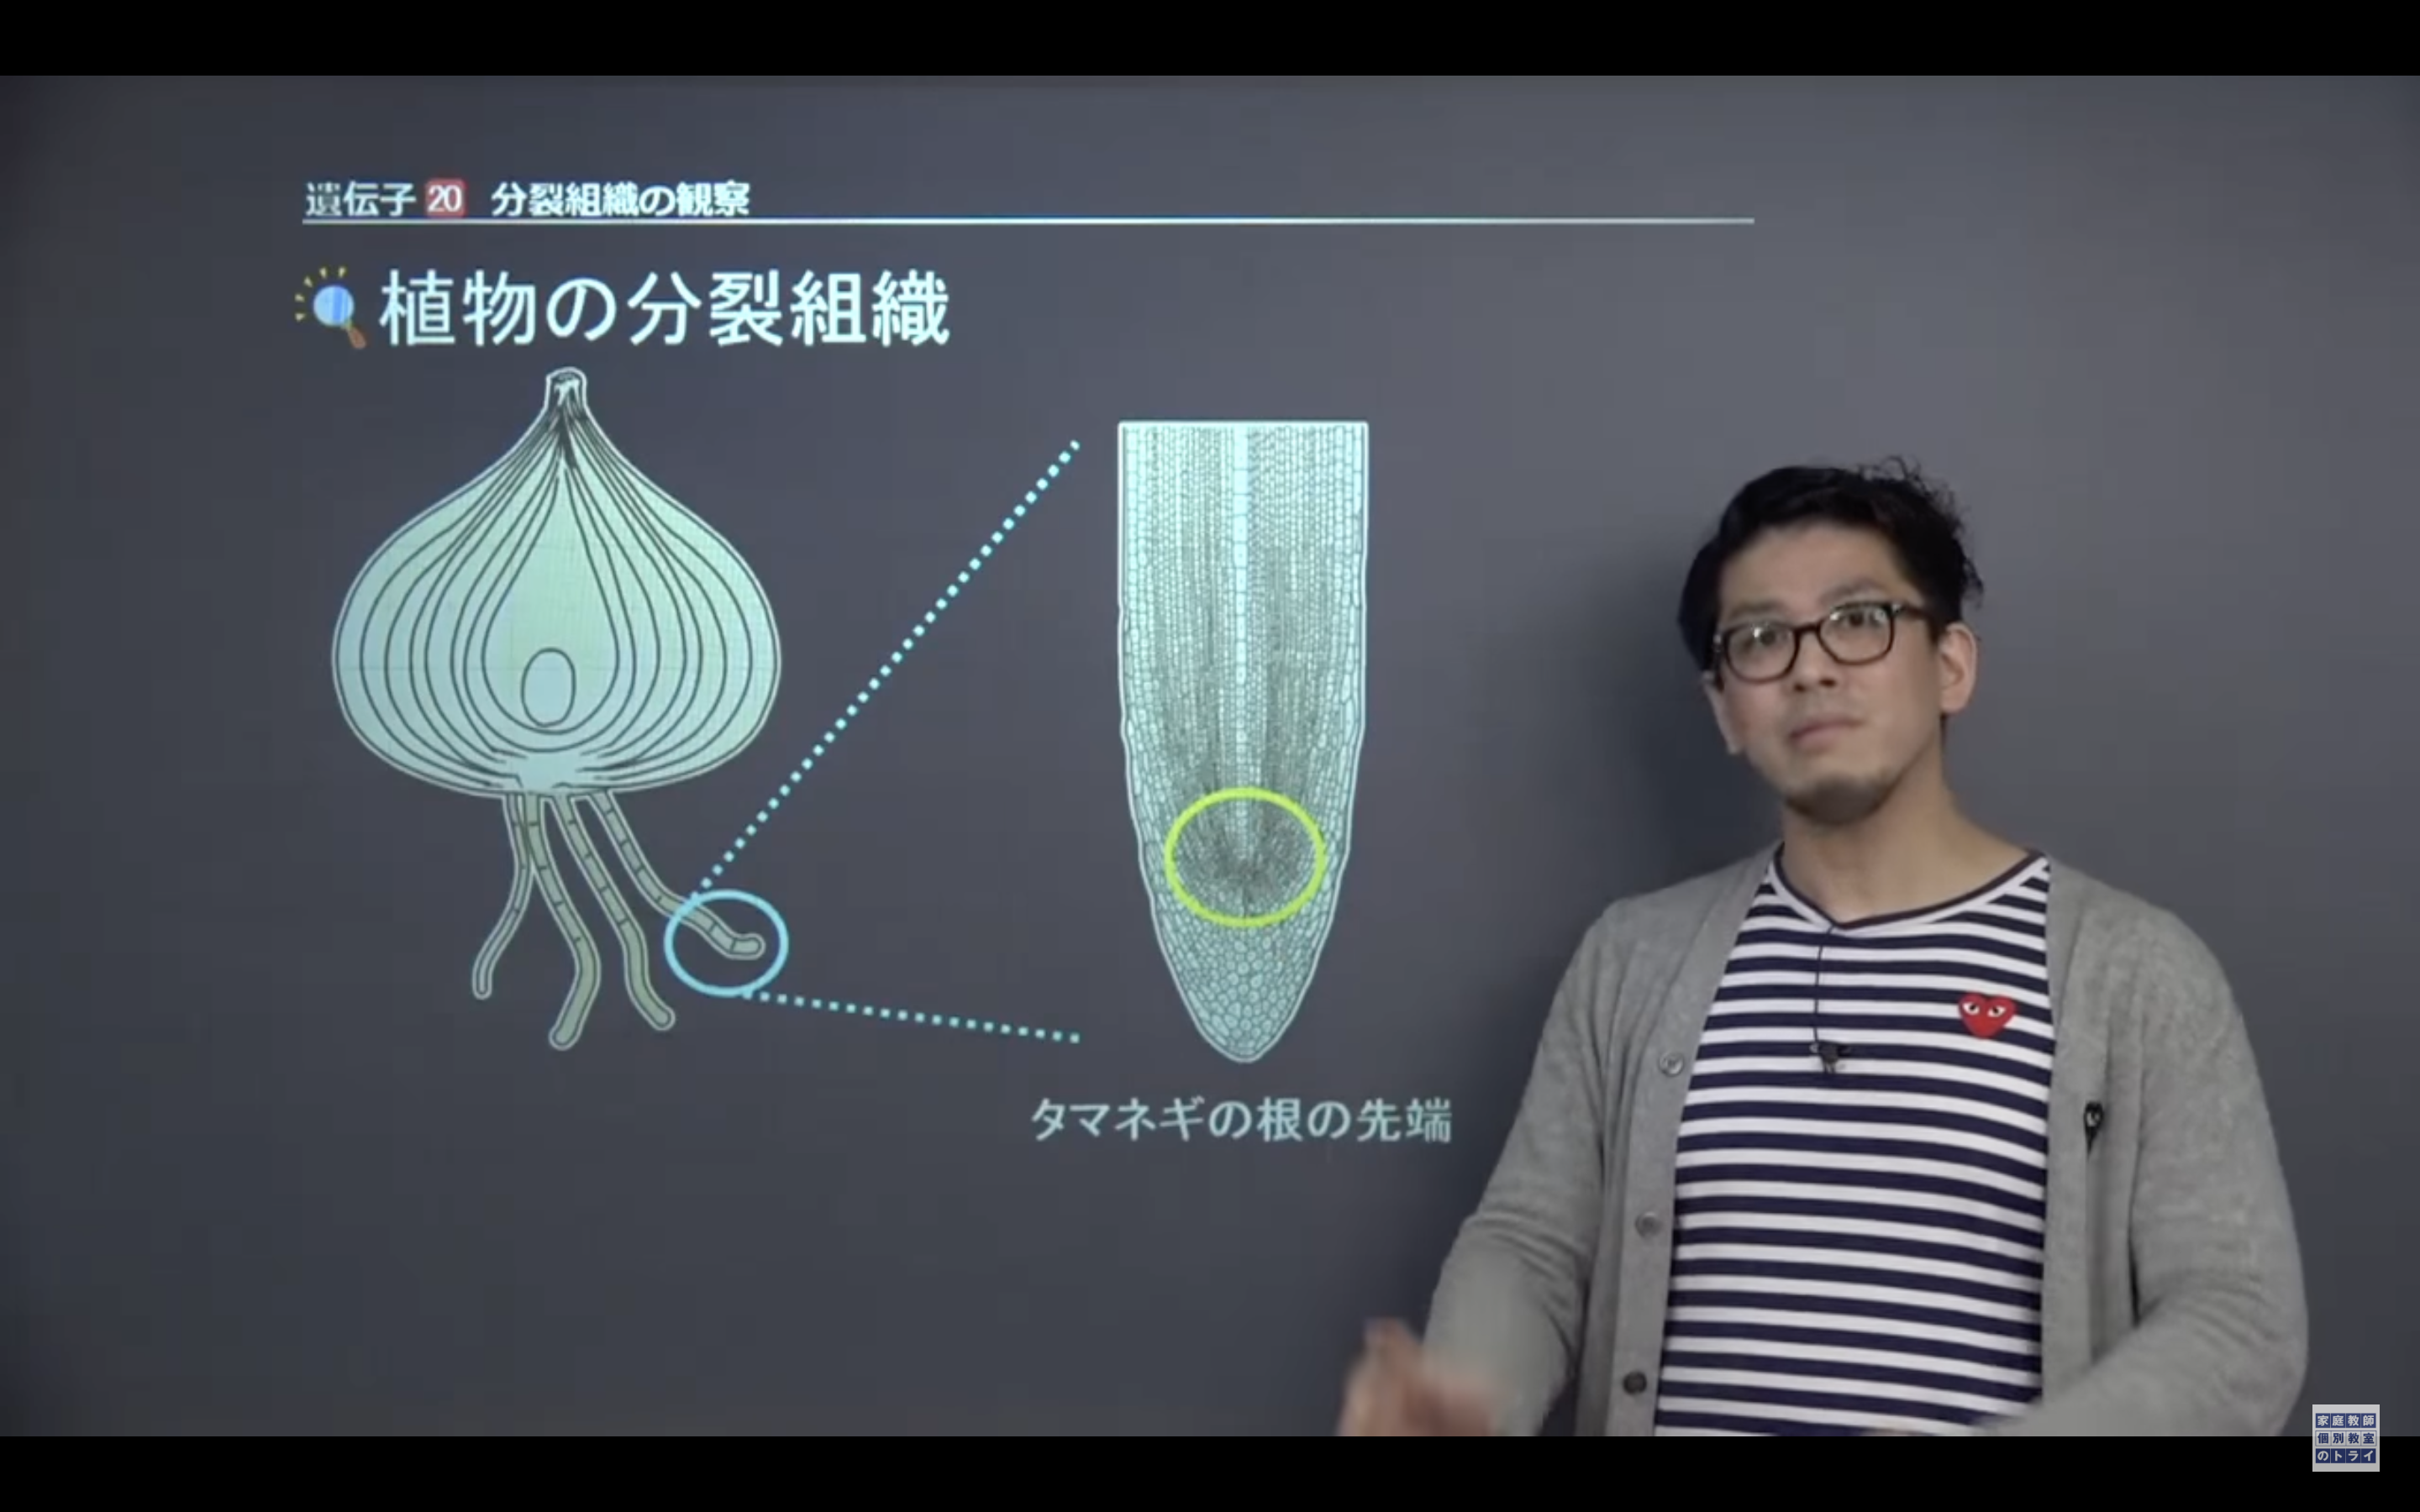 遺伝子 20 分裂組織の観察
植物の分裂組織
タマネギの根の先端
家庭教師
個別教室
のトライ